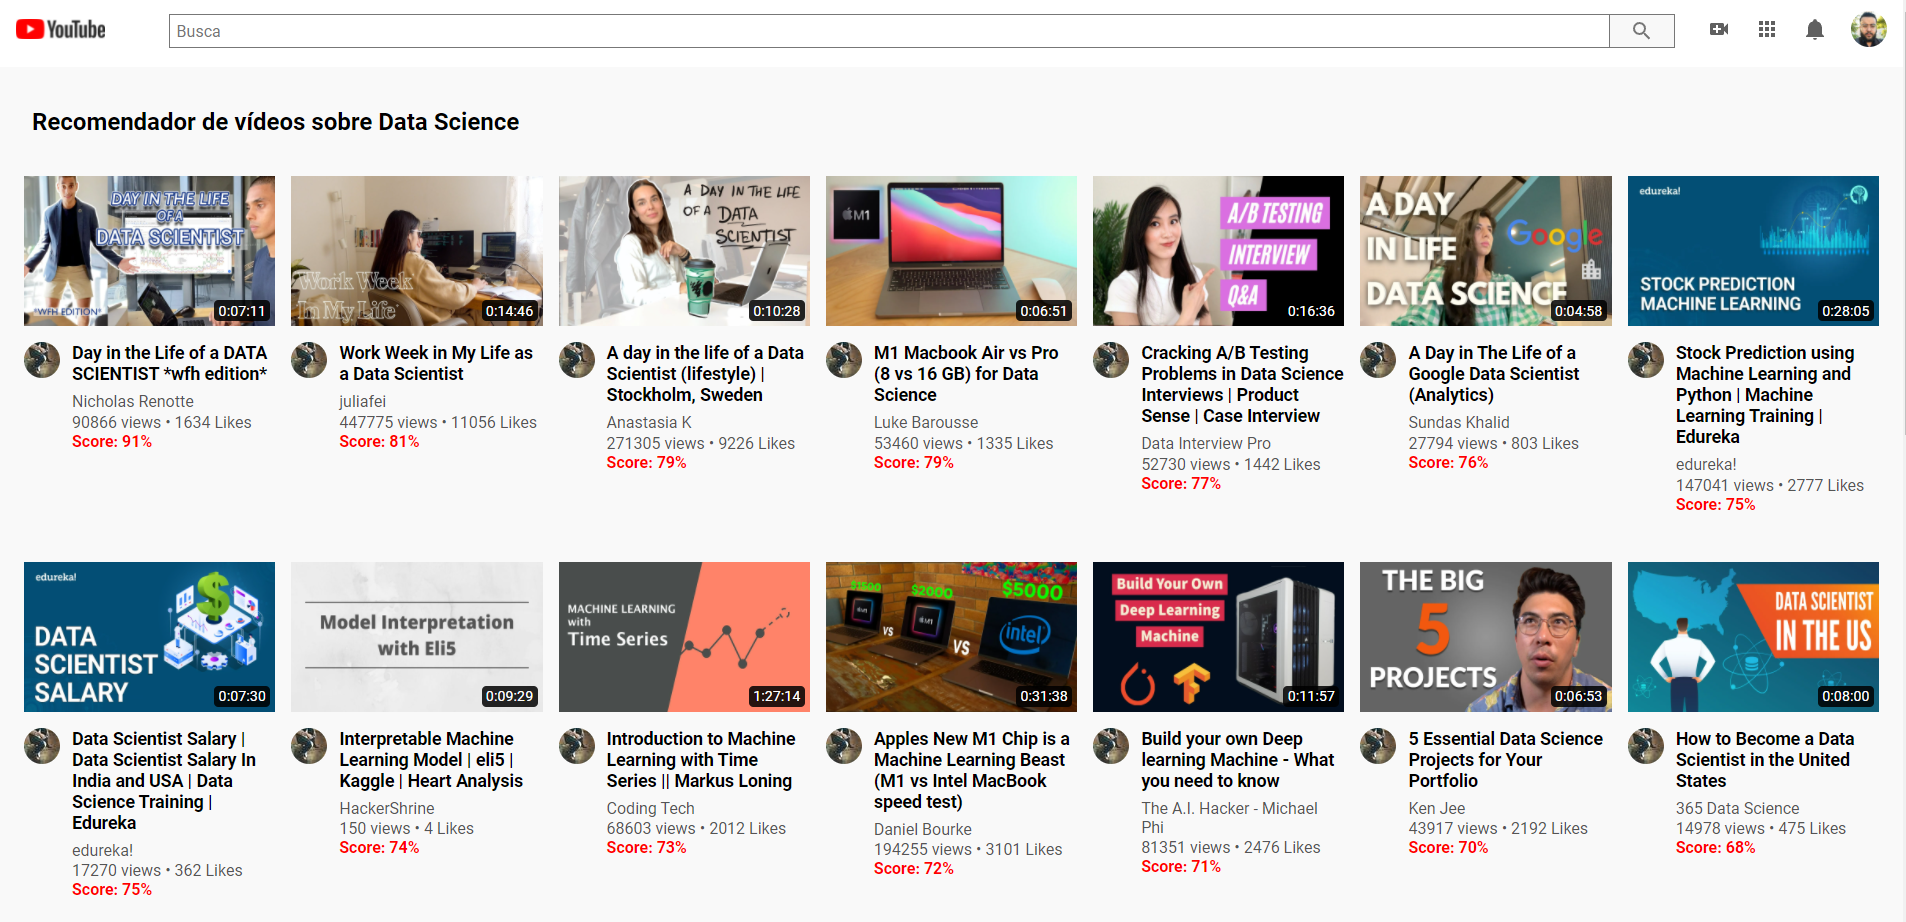 YouTube
Busca
Recomendador de vídeos sobre Data Science
DAY IN THE LIFE
OF A
DATA SCIENTIST
*WFH EDITION*
0:07:11
Day in the Life of a DATA
SCIENTIST *wfh edition*
Nicholas Renotte
90866 views • 1634 Likes
Score: 91%
Work Week
In My Life
0:14:46
Work Week in My Life as
a Data Scientist
juliafei
447775 views • 11056 Likes
Score: 81%
A DAY IN THE LIFE
OF A DATA
SCIENTIST
0:10:28
A day in the life of a Data
Scientist (lifestyle) |
Stockholm, Sweden
Anastasia K
271305 views • 9226 Likes
Score: 79%
M1
0:06:51
M1 Macbook Air vs Pro
(8 vs 16 GB) for Data
Science
Luke Barousse
53460 views • 1335 Likes
Score: 79%
A/B TESTING
INTERVIEW
Q&A
0:16:36
Cracking A/B Testing
Problems in Data Science
Interviews | Product
Sense | Case Interview
Data Interview Pro
52730 views • 1442 Likes
Score: 77%
A DAY
IN LIFE
Google
DATA SCIENCE
0:04:58
A Day in The Life of a
Google Data Scientist
(Analytics)
Sundas Khalid
27794 views • 803 Likes
Score: 76%
edureka!
STOCK PREDICTION
MACHINE LEARNING
0:28:05
Stock Prediction using
Machine Learning and
Python | Machine
Learning Training |
Edureka
edureka!
147041 views • 2777 Likes
Score: 75%
edureka!
DATA
SCIENTIST
SALARY
0:07:30
Data Scientist Salary |
Data Scientist Salary In
India and USA | Data
Science Training |
Edureka
edureka!
17270 views • 362 Likes
Score: 75%
Model Interpretation
with Eli5
0:09:29
Interpretable Machine
Learning Model | eli5 |
Kaggle | Heart Analysis
HackerShrine
150 views • 4 Likes
Score: 74%
MACHINE LEARNING
with
Time Series
1:27:14
Introduction to Machine
Learning with Time
Series || Markus Loning
Coding Tech
68603 views • 2012 Likes
Score: 73%
$1500
$2000
$5000
M1
VS
M1
VS
intel
0:31:38
Apples New M1 Chip is a
Machine Learning Beast
(M1 vs Intel MacBook
speed test)
Daniel Bourke
194255 views • 3101 Likes
Score: 72%
Build Your Own
Deep Learning
Machine
0:11:57
Build your own Deep
learning Machine - What
you need to know
The A.I. Hacker - Michael
Phi
81351 views • 2476 Likes
Score: 71%
THE BIG
5
PROJECTS
0:06:53
5 Essential Data Science
Projects for Your
Portfolio
Ken Jee
43917 views • 2192 Likes
Score: 70%
DATA SCIENTIST
IN THE US
0:08:00
How to Become a Data
Scientist in the United
States
365 Data Science
14978 views • 475 Likes
Score: 68%